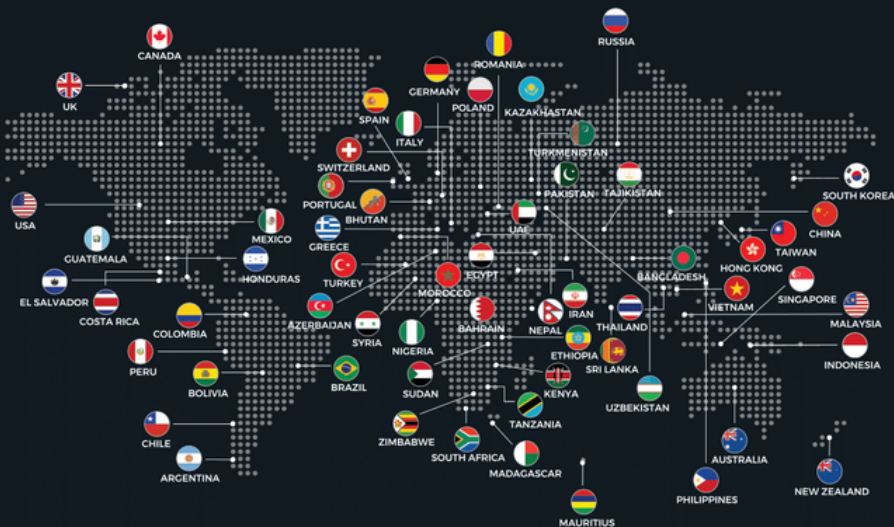 RUSSIA
CANADA
ROMANIA
UK
GERMANY
POLAND
KAZAKHASTAN
SPAIN
ITALY
TURKMENISTAN
SWITZERLAND
PAKISTAN
TAJIKISTAN
SOUTH KOREA
PORTUGAL
BHUTAN
USA
MEXICO
GREECE
UAE
CHINA
GUATEMALA
TAIWAN
HONG KONG
HONDURAS
TURKEY
EGYPT
BANGLADESH
EL SALVADOR
MOROCCO
SINGAPORE
COSTA RICA
AZERBAIJAN
IRAN
VIETNAM
MALAYSIA
COLOMBIA
SYRIA
BAHRAIN
NEPAL
THAILAND
NIGERIA
ETHIOPIA
SRI LANKA
INDONESIA
PERU
BOLIVIA
BRAZIL
SUDAN
KENYA
UZBEKISTAN
TANZANIA
CHILE
ZIMBABWE
SOUTH AFRICA
MADAGASCAR
AUSTRALIA
ARGENTINA
PHILIPPINES
NEW ZEALAND
MAURITIUS